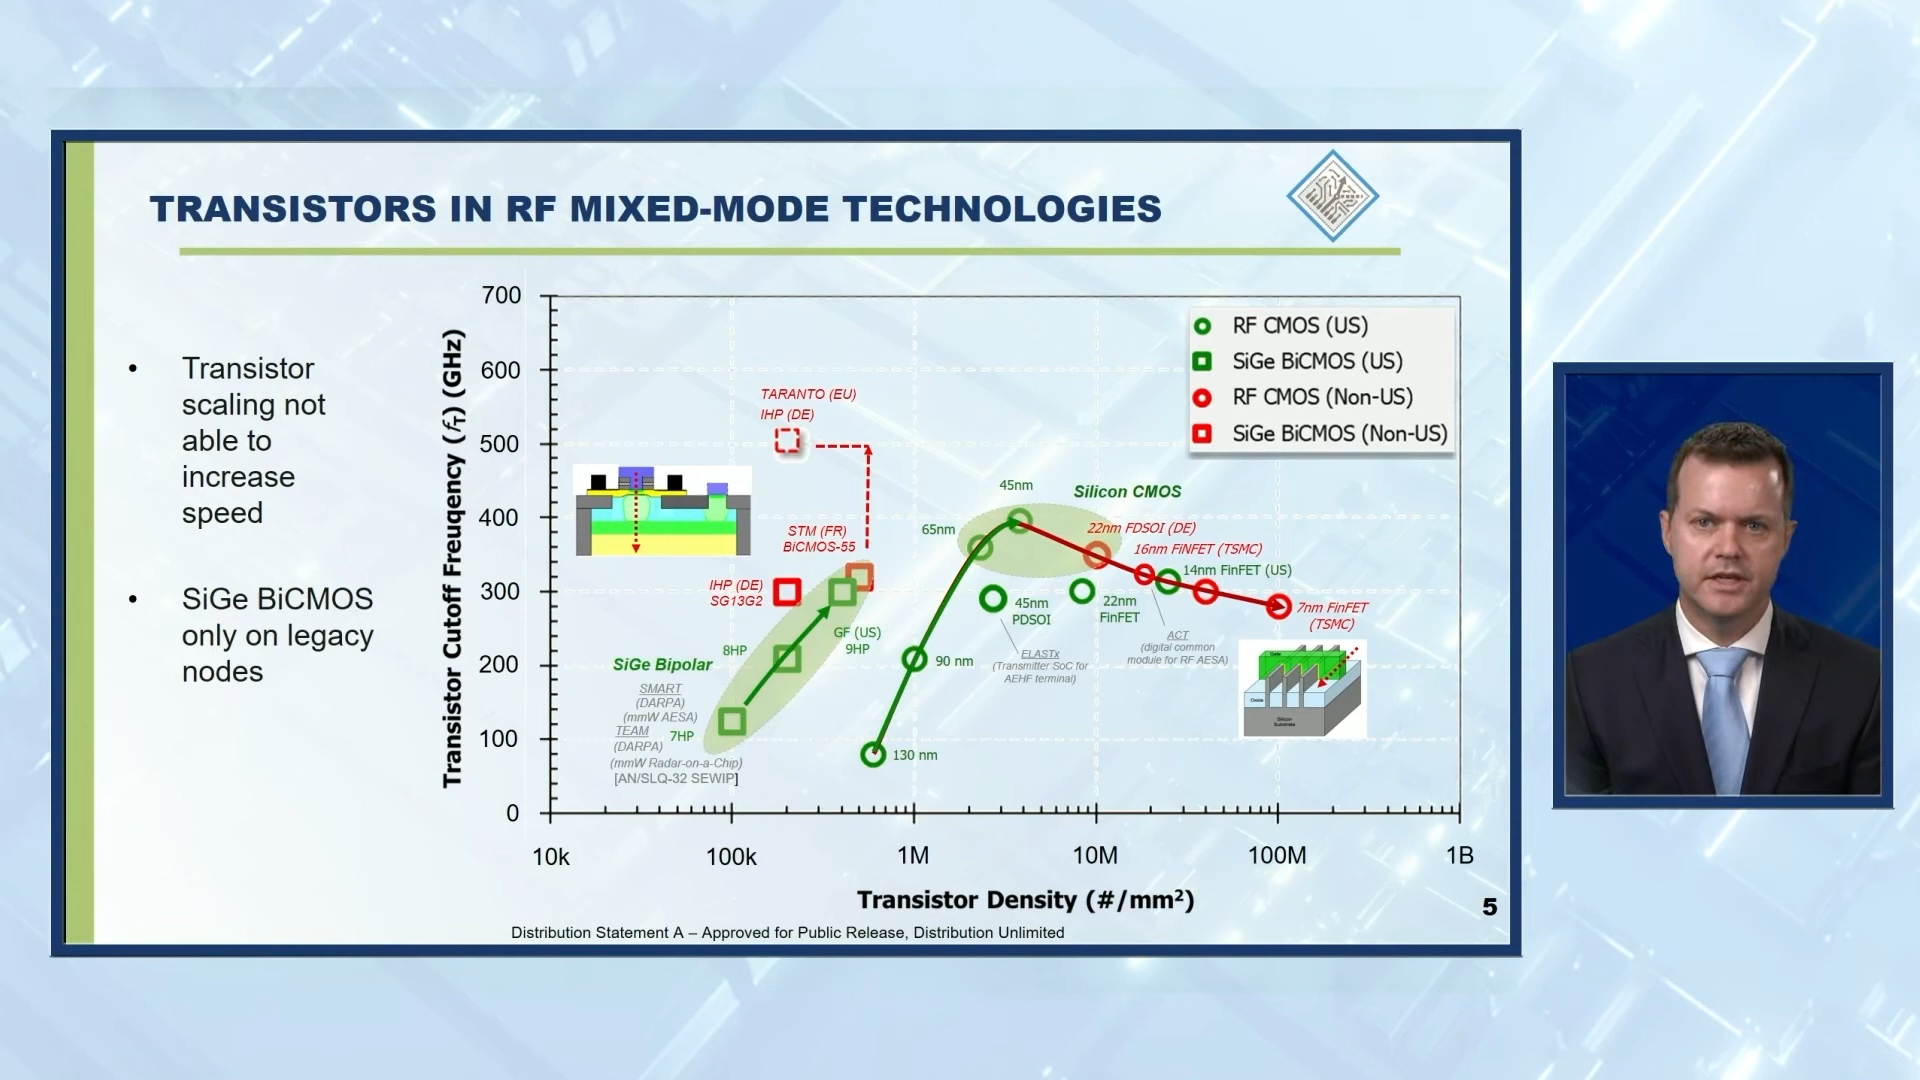 TRANSISTORS IN RF MIXED-MODE TECHNOLOGIES
• Transistor
scaling not
able to
increase
speed
• SiGe BiCMOS
only on legacy
nodes
Transistor Cutoff Freuqency (fT) (GHz)
700
600
500
400
300
200
100
0
10k
100k
1M
10M
100M
1B
Transistor Density (#/mm²)
RF CMOS (US)
SiGe BiCMOS (US)
RF CMOS (Non-US)
SiGe BiCMOS (Non-US)
TARANTO (EU)
IHP (DE)
STM (FR)
BiCMOS-55
IHP (DE)
SG13G2
GF (US)
9HP
8HP
SiGe Bipolar
SMART
(DARPA)
(mmW AESA)
TEAM
(DARPA)
7HP
(mmW Radar-on-a-Chip)
[AN/SLQ-32 SEWIP]
130 nm
90 nm
65nm
45nm
Silicon CMOS
22nm FDSOI (DE)
16nm FiNFET (TSMC)
14nm FinFET (US)
7nm FinFET
(TSMC)
45nm
PDSOI
22nm
FinFET
ELASTx
(Transmitter SoC for
AEHF terminal)
ACT
(digital common
module for RF AESA)
Gate
Oxide
Silicon
Substrate
5
Distribution Statement A – Approved for Public Release, Distribution Unlimited